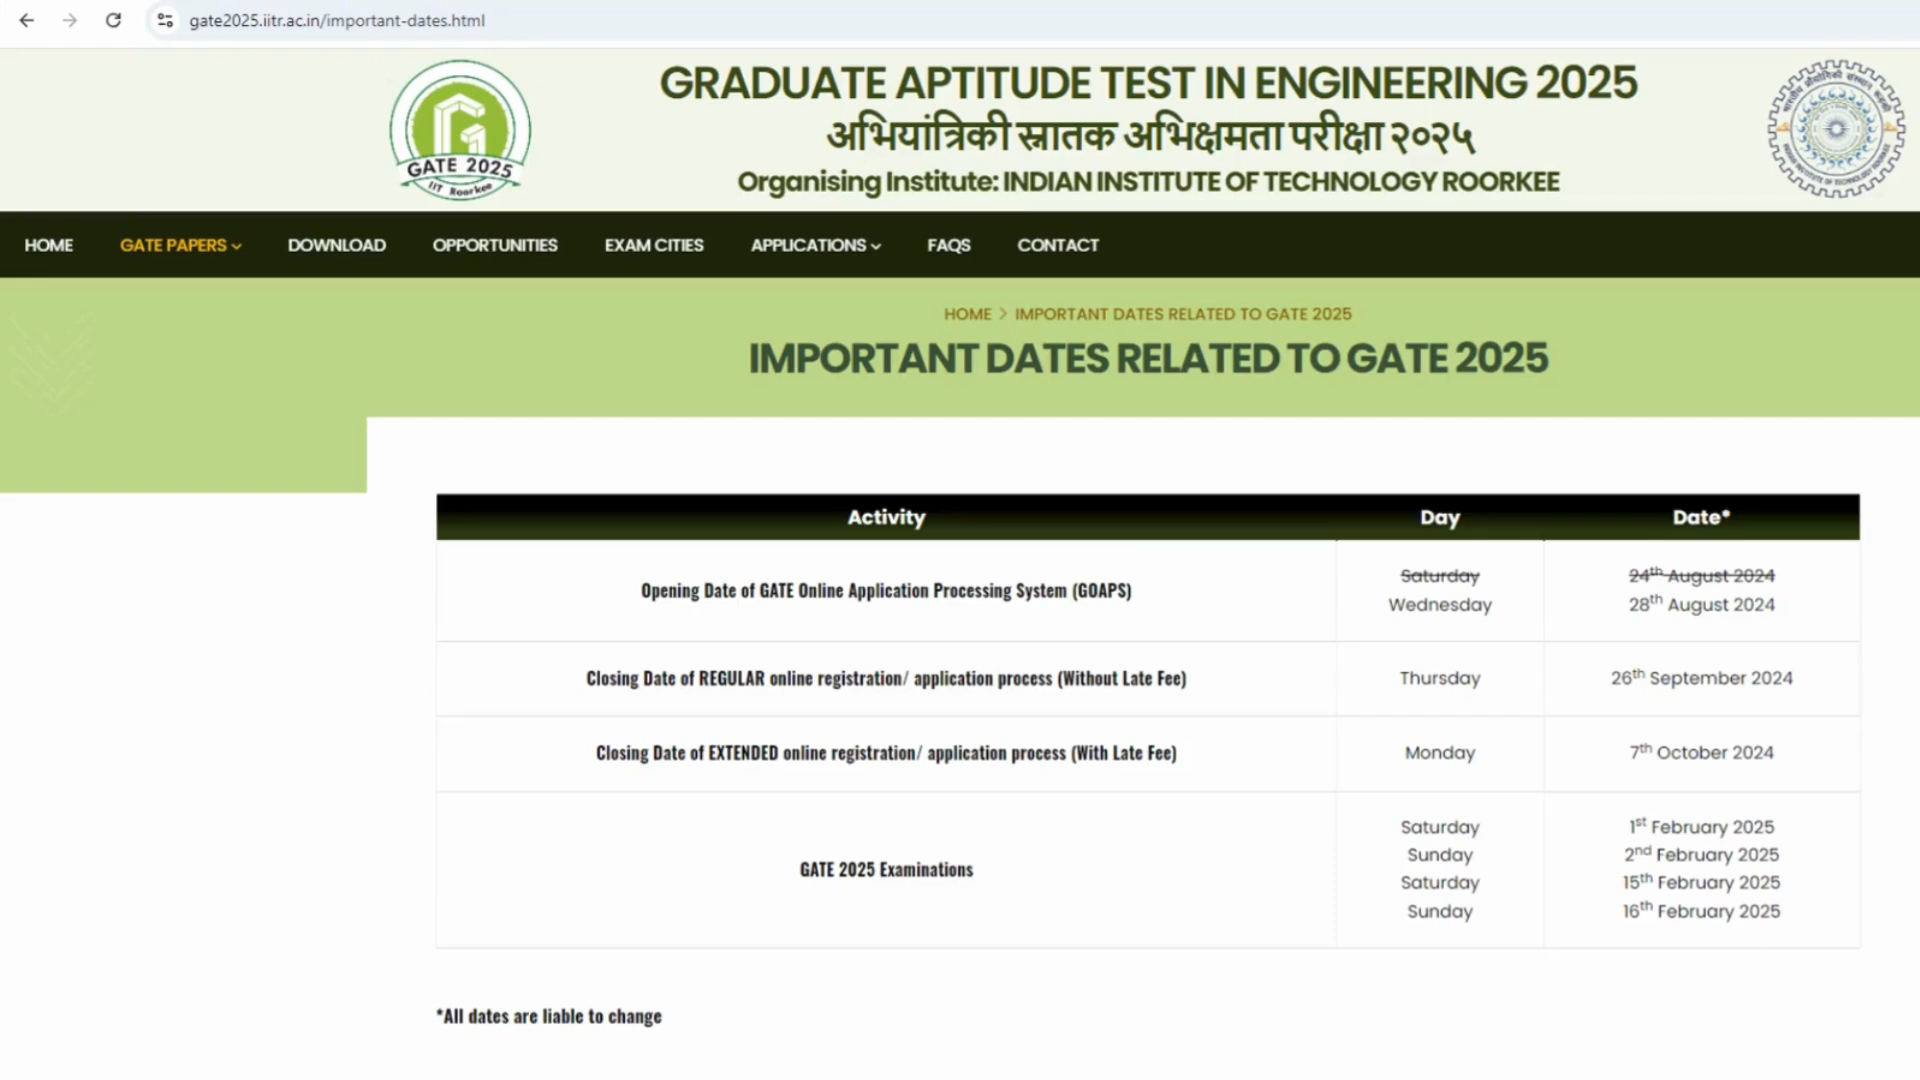 gate2025.iitr.ac.in/important-dates.html
GRADUATE APTITUDE TEST IN ENGINEERING 2025
अभियांत्रिकी स्नातक अभिक्षमता परीक्षा २०२५
Organising Institute: INDIAN INSTITUTE OF TECHNOLOGY ROORKEE
GATE 2025
IIT Roorkee
HOME GATE PAPERS DOWNLOAD OPPORTUNITIES EXAM CITIES APPLICATIONS FAQS CONTACT
HOME > IMPORTANT DATES RELATED TO GATE 2025
IMPORTANT DATES RELATED TO GATE 2025
Activity Day Date*
Opening Date of GATE Online Application Processing System (GOAPS)
Saturday 24th August 2024
Wednesday 28th August 2024
Closing Date of REGULAR online registration/ application process (Without Late Fee) Thursday 26th September 2024
Closing Date of EXTENDED online registration/ application process (With Late Fee) Monday 7th October 2024
GATE 2025 Examinations
Saturday 1st February 2025
Sunday 2nd February 2025
Saturday 15th February 2025
Sunday 16th February 2025
*All dates are liable to change